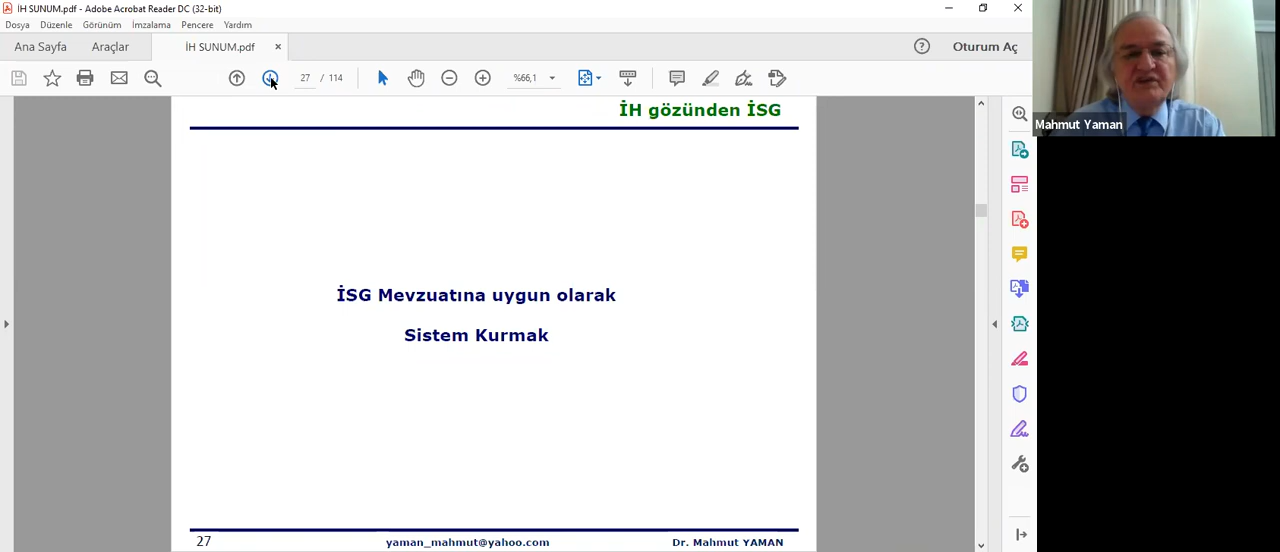 İH SUNUM.pdf - Adobe Acrobat Reader DC (32-bit)
Dosya Düzenle Görünüm İmzalama Pencere Yardım
Ana Sayfa Araçlar İH SUNUM.pdf × Oturum Aç
27 / 114 %66,1
İH gözünden İSG
İSG Mevzuatına uygun olarak
Sistem Kurmak
27 yaman_mahmut@yahoo.com Dr. Mahmut YAMAN
Mahmut Yaman